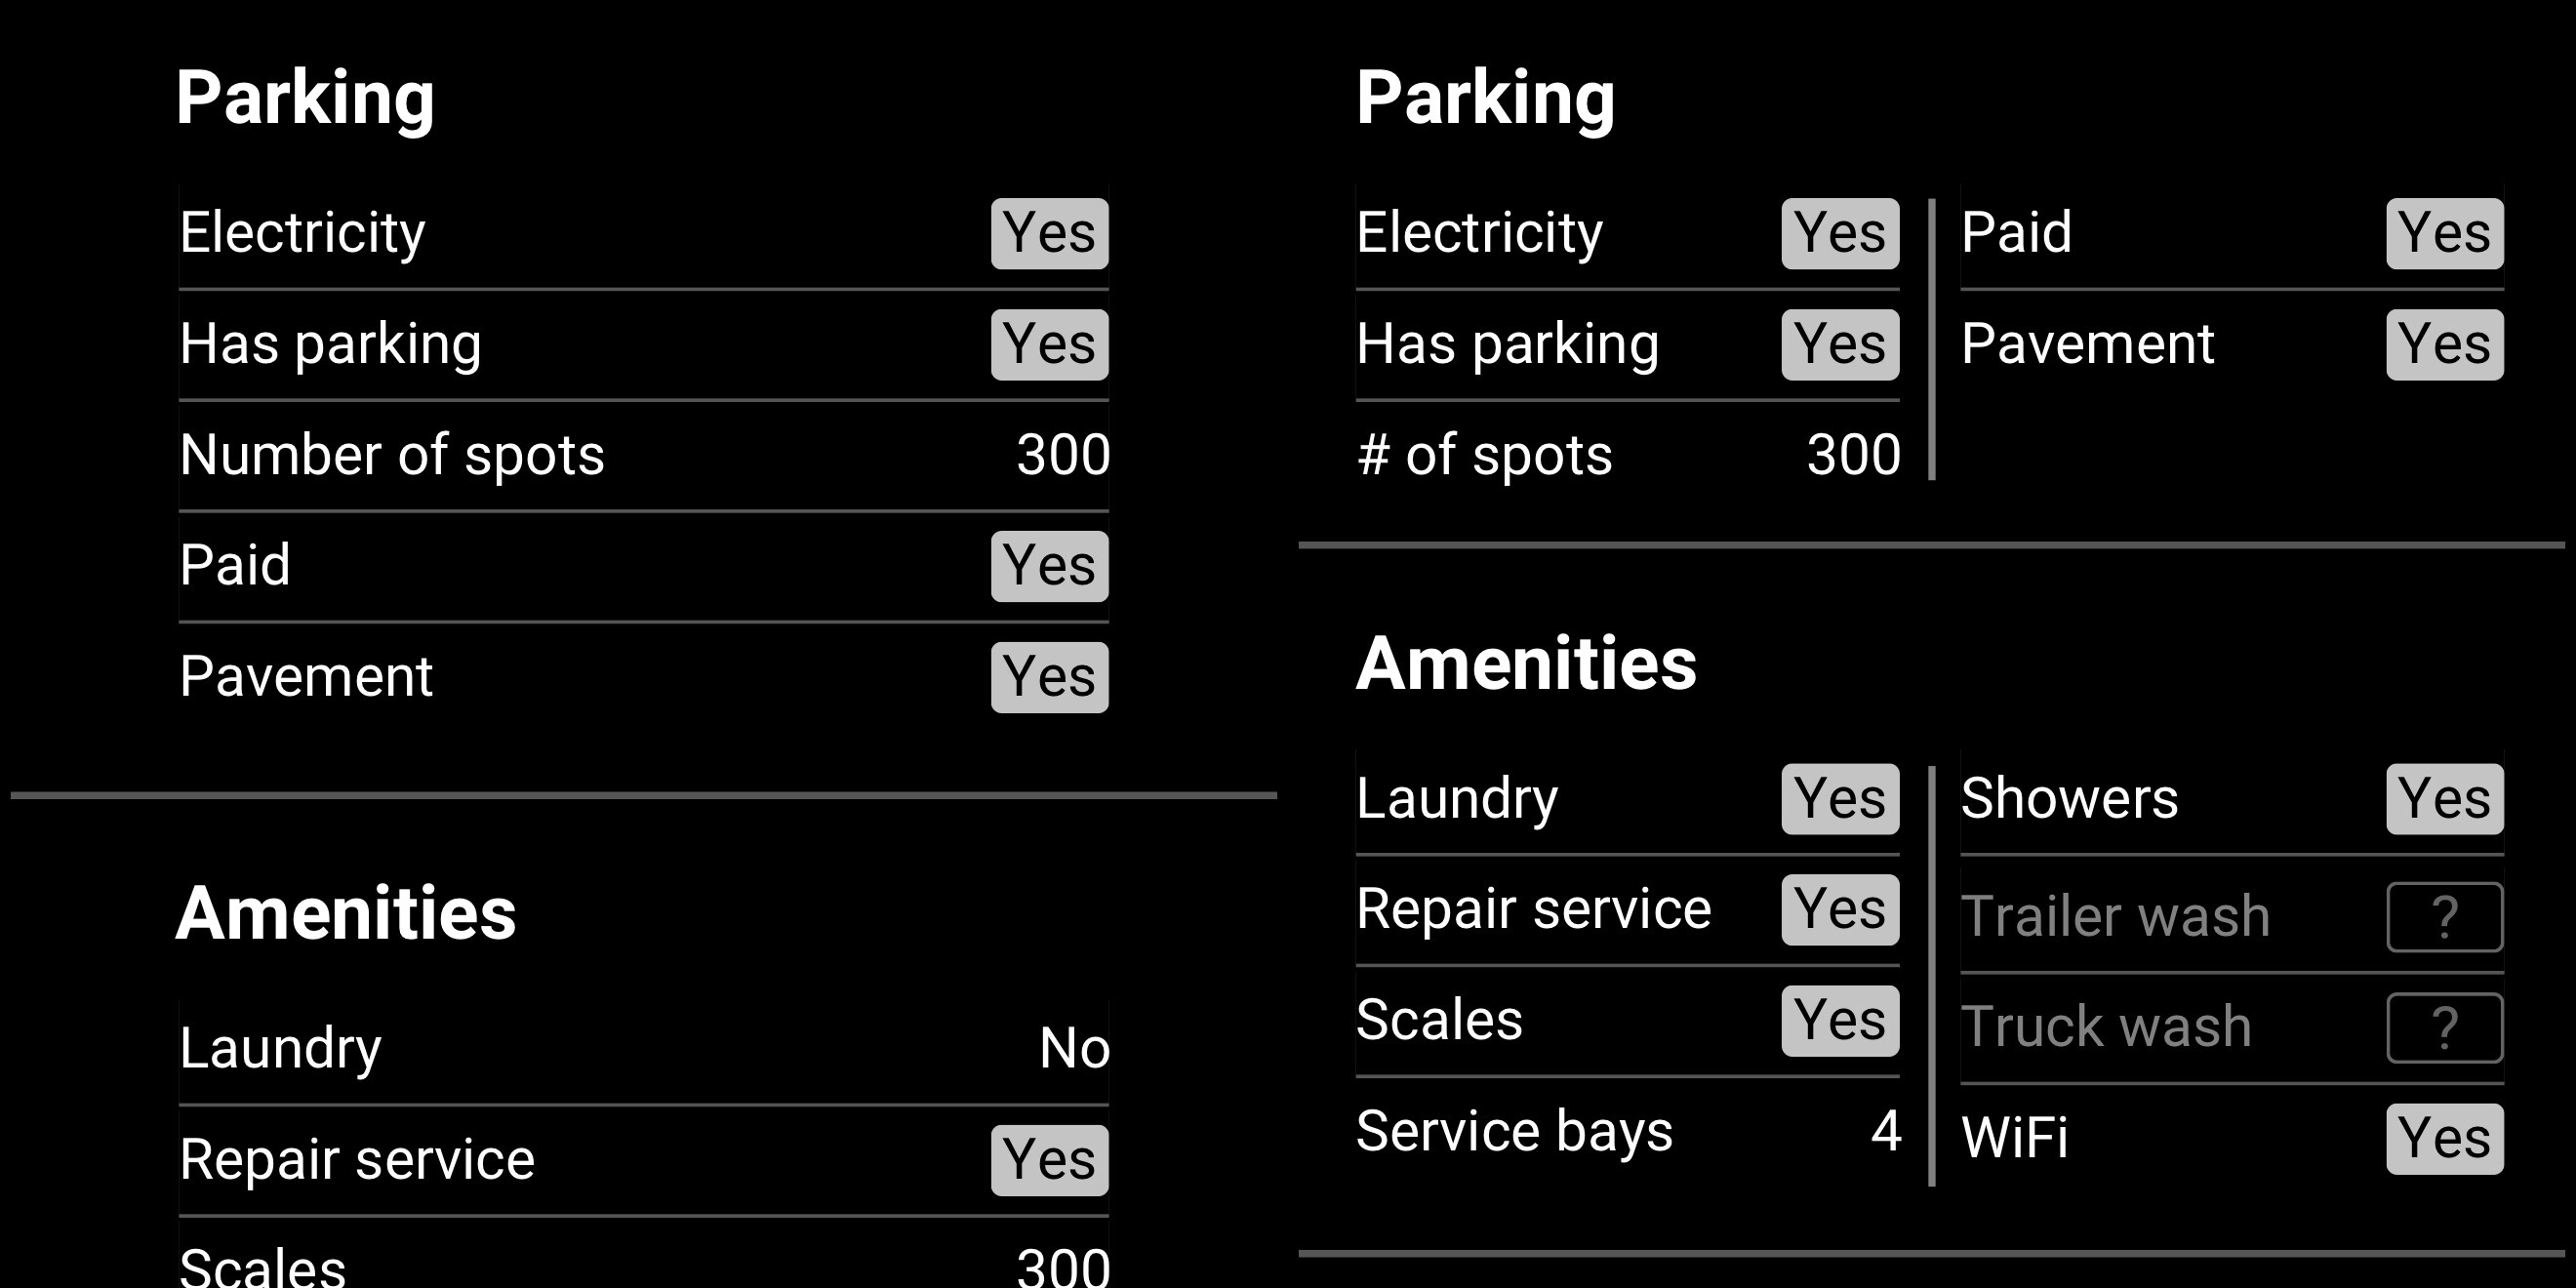 Parking
Electricity Yes
Has parking Yes
Number of spots 300
Paid Yes
Pavement Yes
Amenities
Laundry No
Repair service Yes
Scales 300
Parking
Electricity Yes
Has parking Yes
# of spots 300
Paid Yes
Pavement Yes
Amenities
Laundry Yes
Repair service Yes
Scales Yes
Service bays 4
Showers Yes
Trailer wash ?
Truck wash ?
WiFi Yes